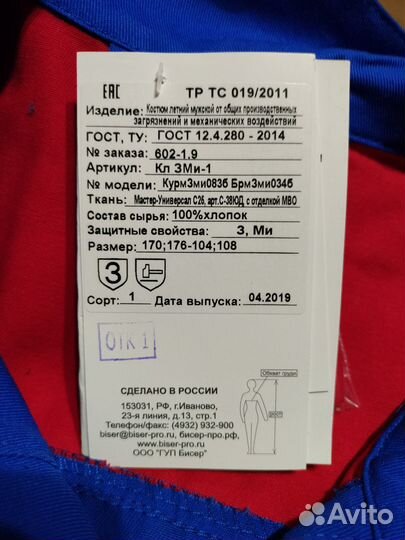 ЕАС ТР ТС 019/2011
Изделие: Костюм летний мужской от общих производственных
загрязнений и механических воздействий
ГОСТ, ТУ: ГОСТ 12.4.280 - 2014
№ заказа: 602-1.9
Артикул: Кл ЗМи-1
№ модели: КурмЗми083б БрмЗми034б
Ткань: Мастер-Универсал С25, арт.С-38ЮД, с отделкой МВО
Состав сырья: 100%хлопок
Защитные свойства: З, Ми
Размер: 170;176-104;108
З
Сорт: 1 Дата выпуска: 04.2019
ОТК 1
Обхват груди
рост
СДЕЛАНО В РОССИИ
153031, РФ, г.Иваново,
23-я линия, д.13, стр.1
Телефон/факс: (4932) 932-900
biser@biser-pro.ru, бисер-про.рф,
www.biser-pro.ru
ООО "ГУП Бисер"
Avito